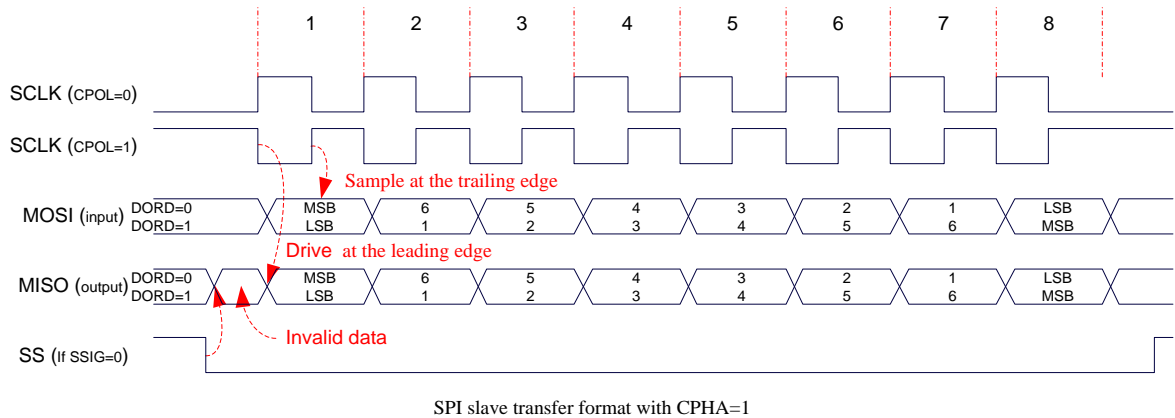 1 2 3 4 5 6 7 8
SCLK (CPOL=0)
SCLK (CPOL=1)
Sample at the trailing edge
MOSI (input) DORD=0 MSB 6 5 4 3 2 1 LSB
DORD=1 LSB 1 2 3 4 5 6 MSB
Drive at the leading edge
MISO (output) DORD=0 MSB 6 5 4 3 2 1 LSB
DORD=1 LSB 1 2 3 4 5 6 MSB
Invalid data
SS (If SSIG=0)
SPI slave transfer format with CPHA=1